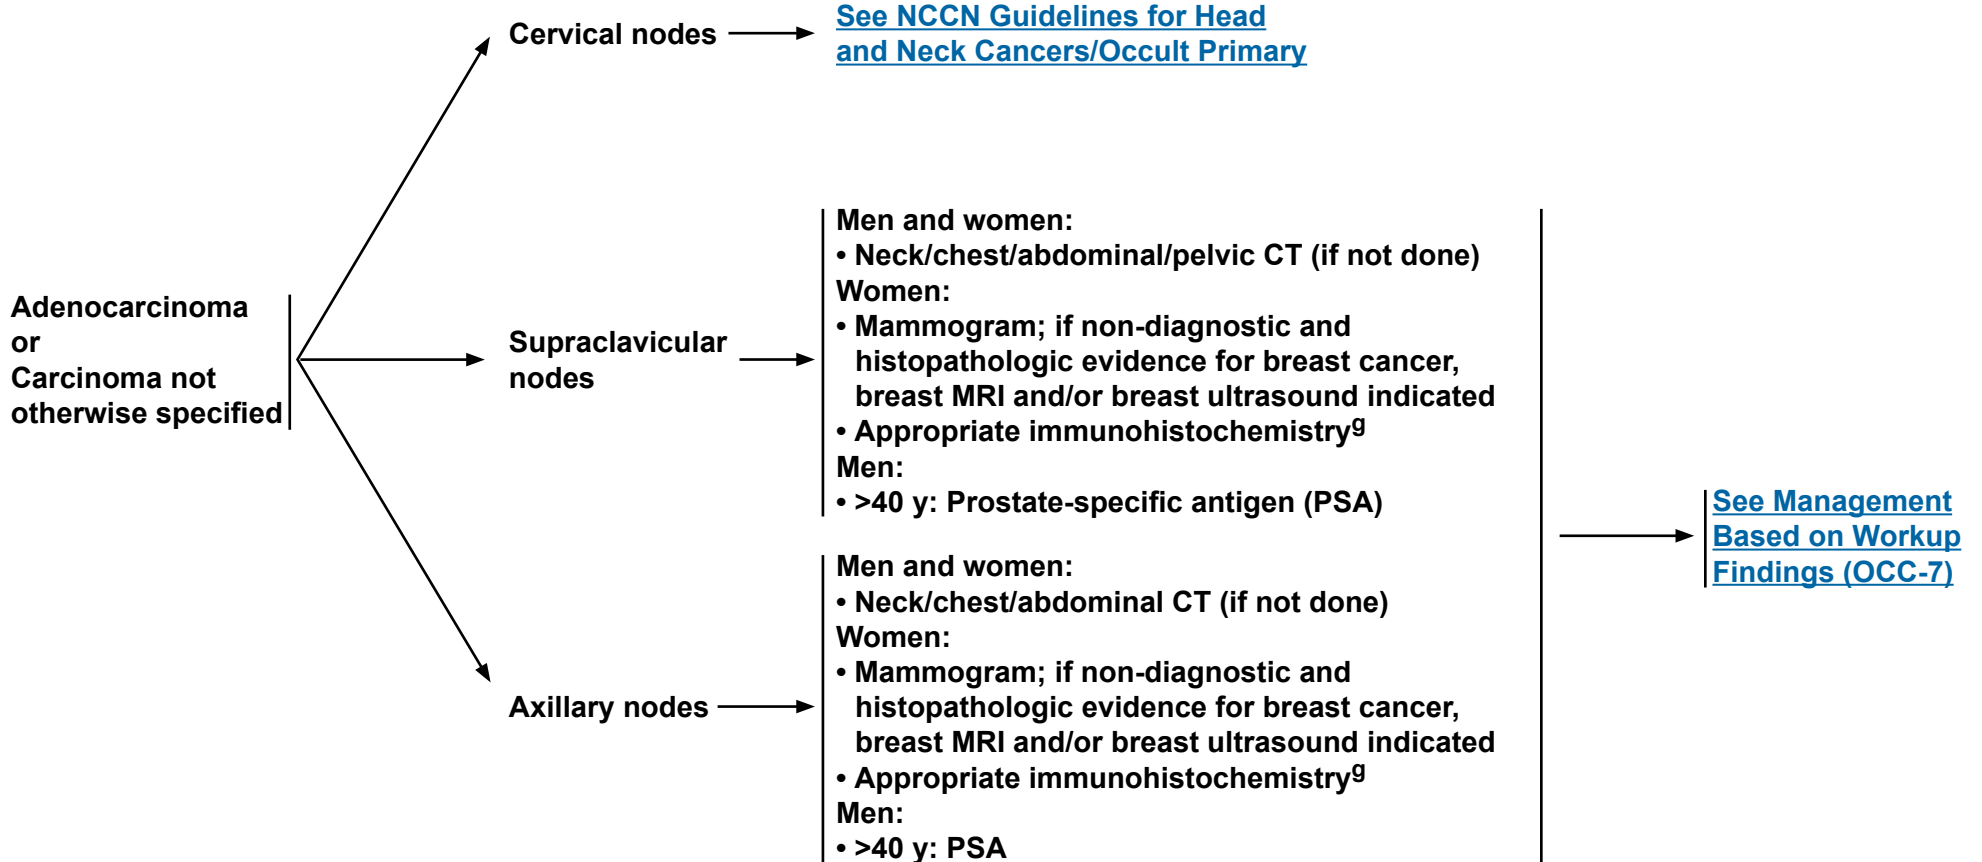 Cervical nodes
See NCCN Guidelines for Head
and Neck Cancers/Occult Primary
Adenocarcinoma
or
Carcinoma not
otherwise specified
Supraclavicular
nodes
Men and women:
• Neck/chest/abdominal/pelvic CT (if not done)
Women:
• Mammogram; if non-diagnostic and
histopathologic evidence for breast cancer,
breast MRI and/or breast ultrasound indicated
• Appropriate immunohistochemistryᵍ
Men:
• >40 y: Prostate-specific antigen (PSA)
Axillary nodes
Men and women:
• Neck/chest/abdominal CT (if not done)
Women:
• Mammogram; if non-diagnostic and
histopathologic evidence for breast cancer,
breast MRI and/or breast ultrasound indicated
• Appropriate immunohistochemistryᵍ
Men:
• >40 y: PSA
See Management
Based on Workup
Findings (OCC-7)